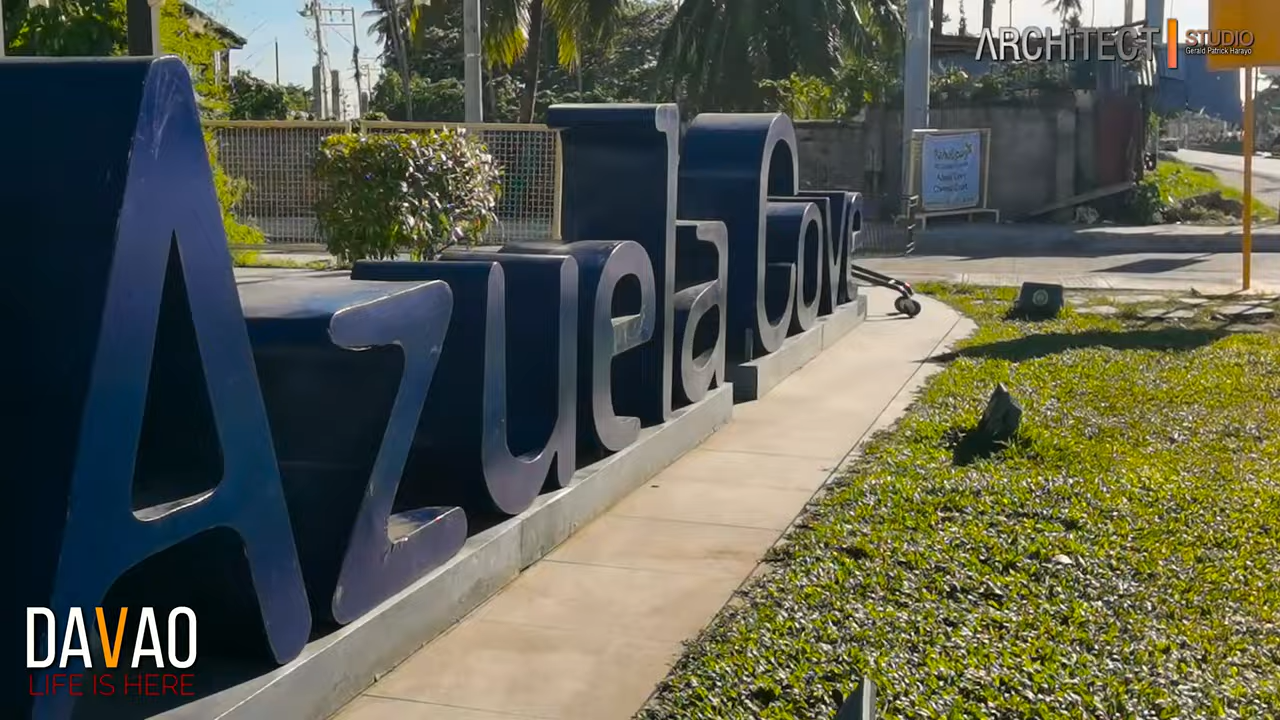 ARCHiTECT STUDIO
Gerald Patrick Harayo
Azuela Cove
DAVAO
LIFE IS HERE